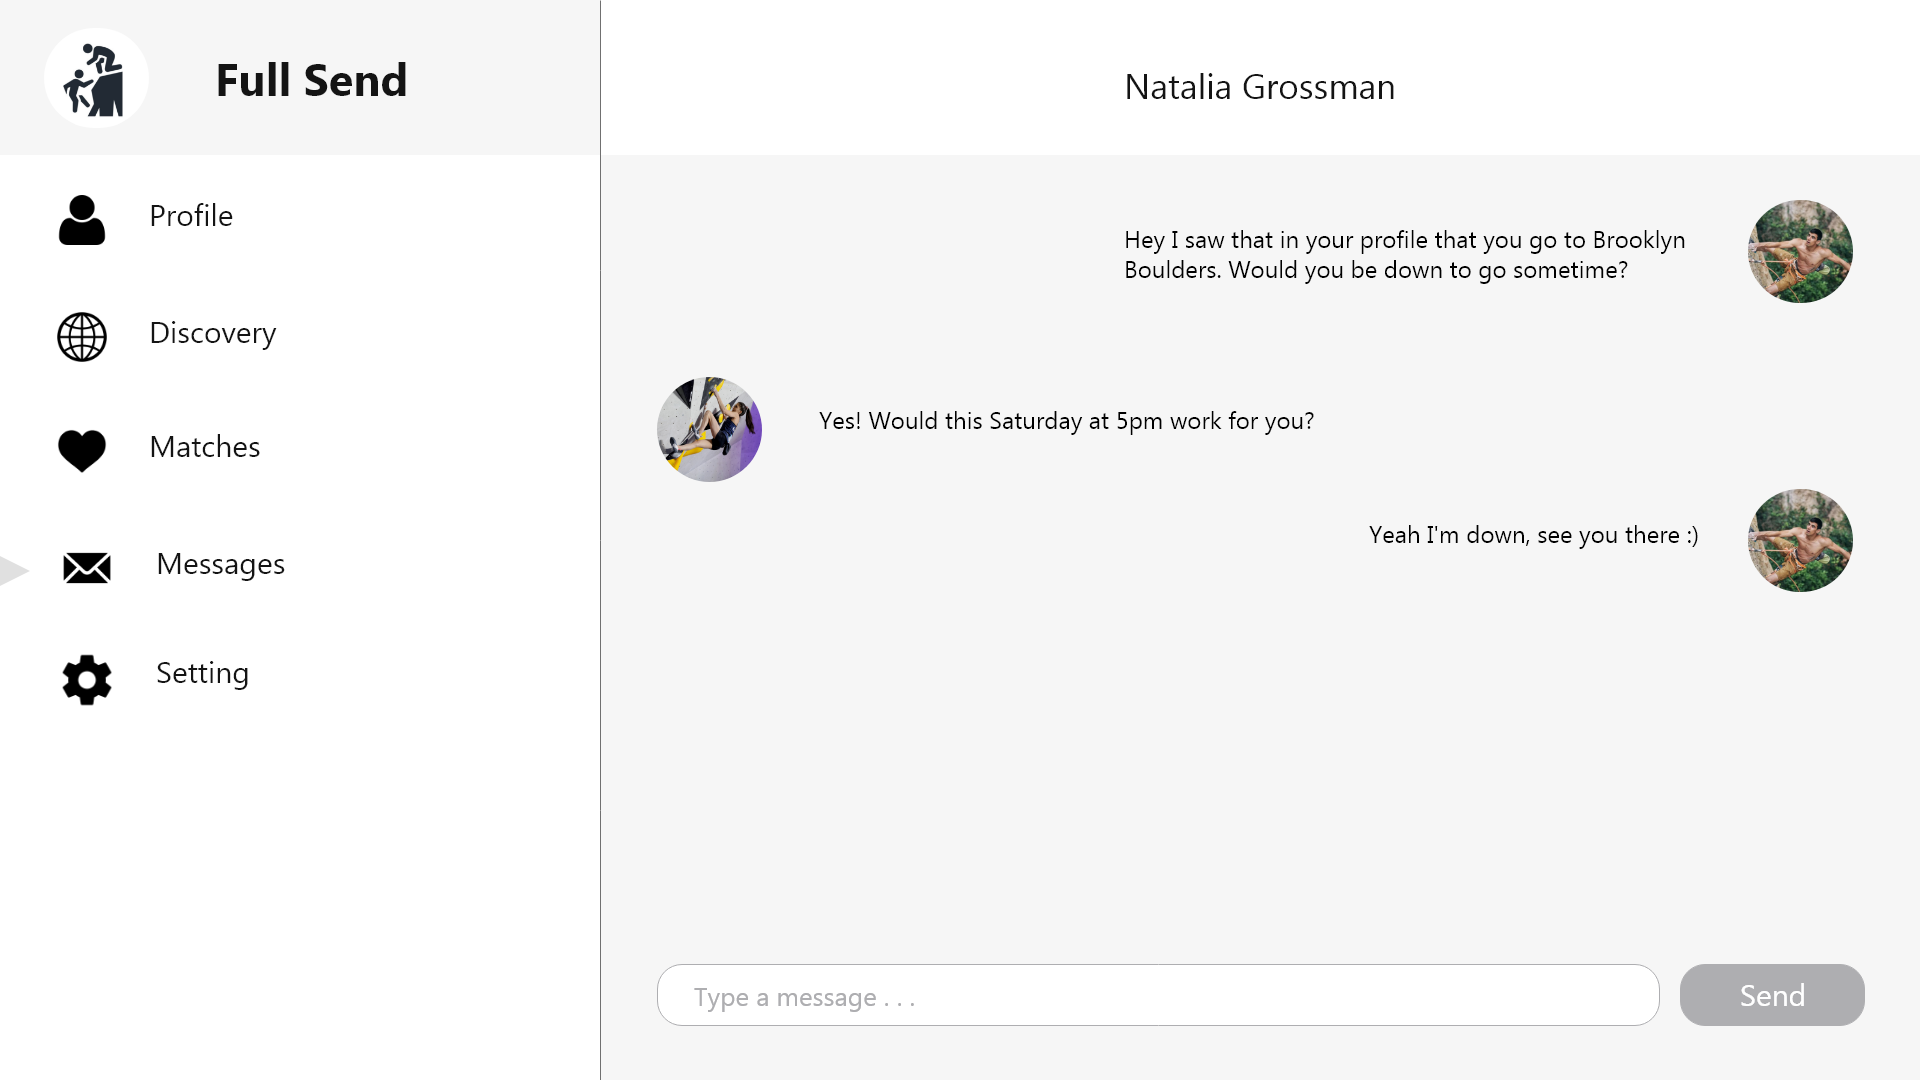 Full Send
Natalia Grossman
Profile
Discovery
Matches
Messages
Setting
Hey I saw that in your profile that you go to Brooklyn
Boulders. Would you be down to go sometime?
Yes! Would this Saturday at 5pm work for you?
Yeah I'm down, see you there :)
Type a message . . .
Send